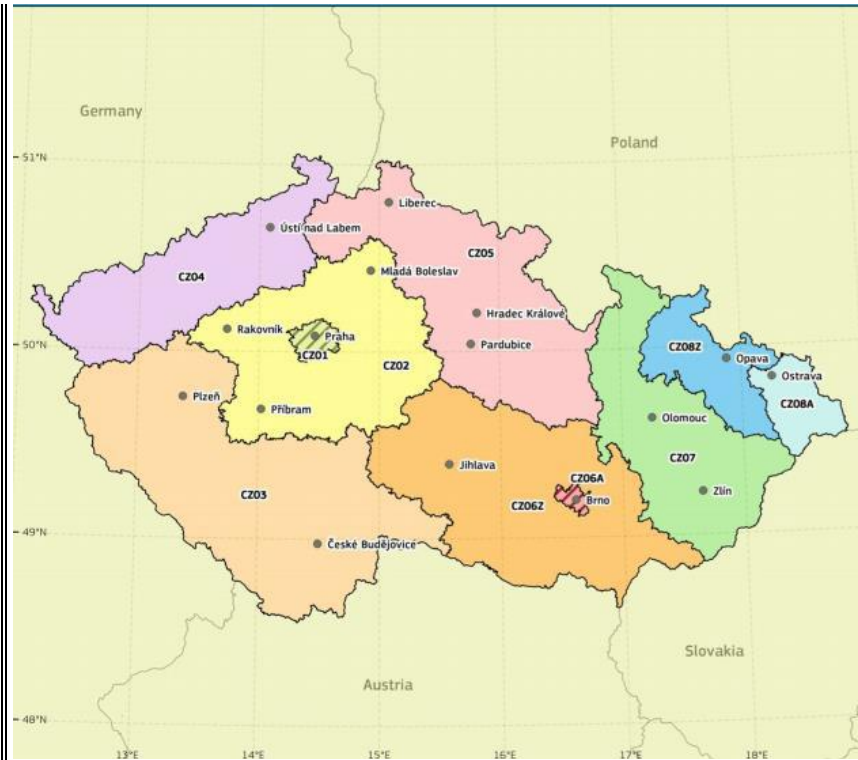 Germany
Poland
51°N
Liberec
Ústí nad Labem
CZ05
CZ04
Mladá Boleslav
Hradec Králové
Rakovník
Praha
50°N
Pardubice
CZ01
CZ02
CZ08Z
Opava
Ostrava
Plzeň
CZ08A
Příbram
Olomouc
CZ07
Jihlava
CZ06A
Zlín
CZ03
CZ06Z
Brno
49°N
České Budějovice
Slovakia
Austria
48°N
13°E
14°E
15°E
16°E
17°E
18°E